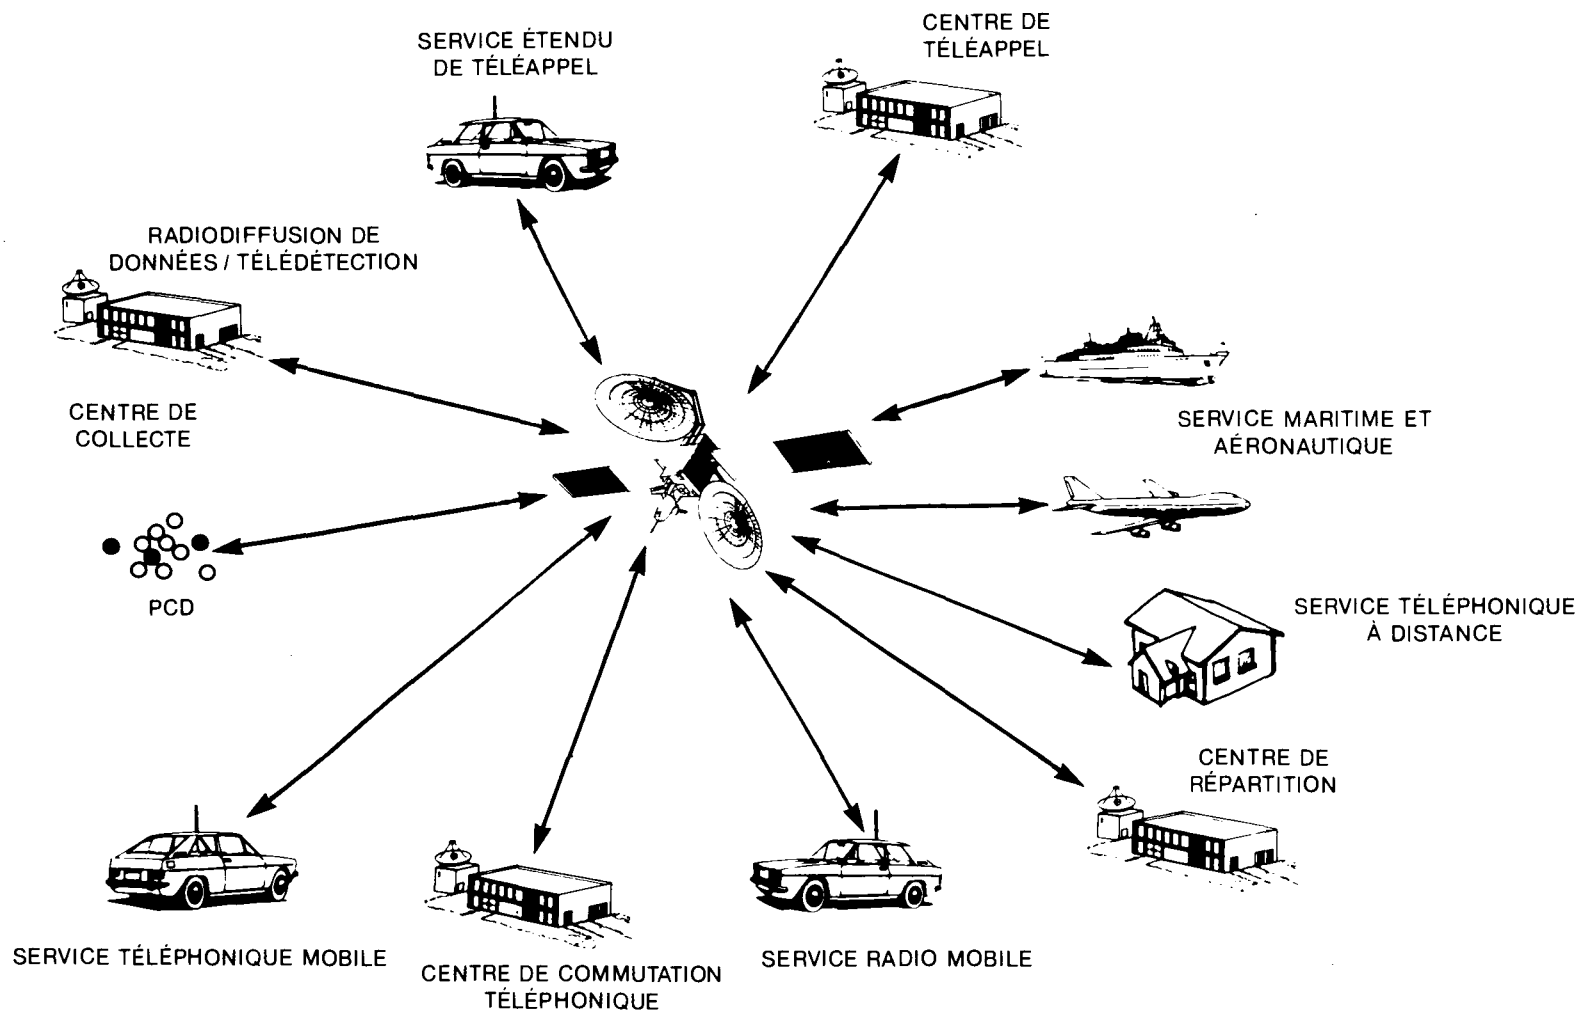 CENTRE DE
TÉLÉAPPEL
SERVICE ÉTENDU
DE TÉLÉAPPEL
RADIODIFFUSION DE
DONNÉES / TÉLÉDÉTECTION
CENTRE DE
COLLECTE
PCD
SERVICE MARITIME ET
AÉRONAUTIQUE
SERVICE TÉLÉPHONIQUE
À DISTANCE
CENTRE DE
RÉPARTITION
SERVICE TÉLÉPHONIQUE MOBILE
CENTRE DE COMMUTATION
TÉLÉPHONIQUE
SERVICE RADIO MOBILE